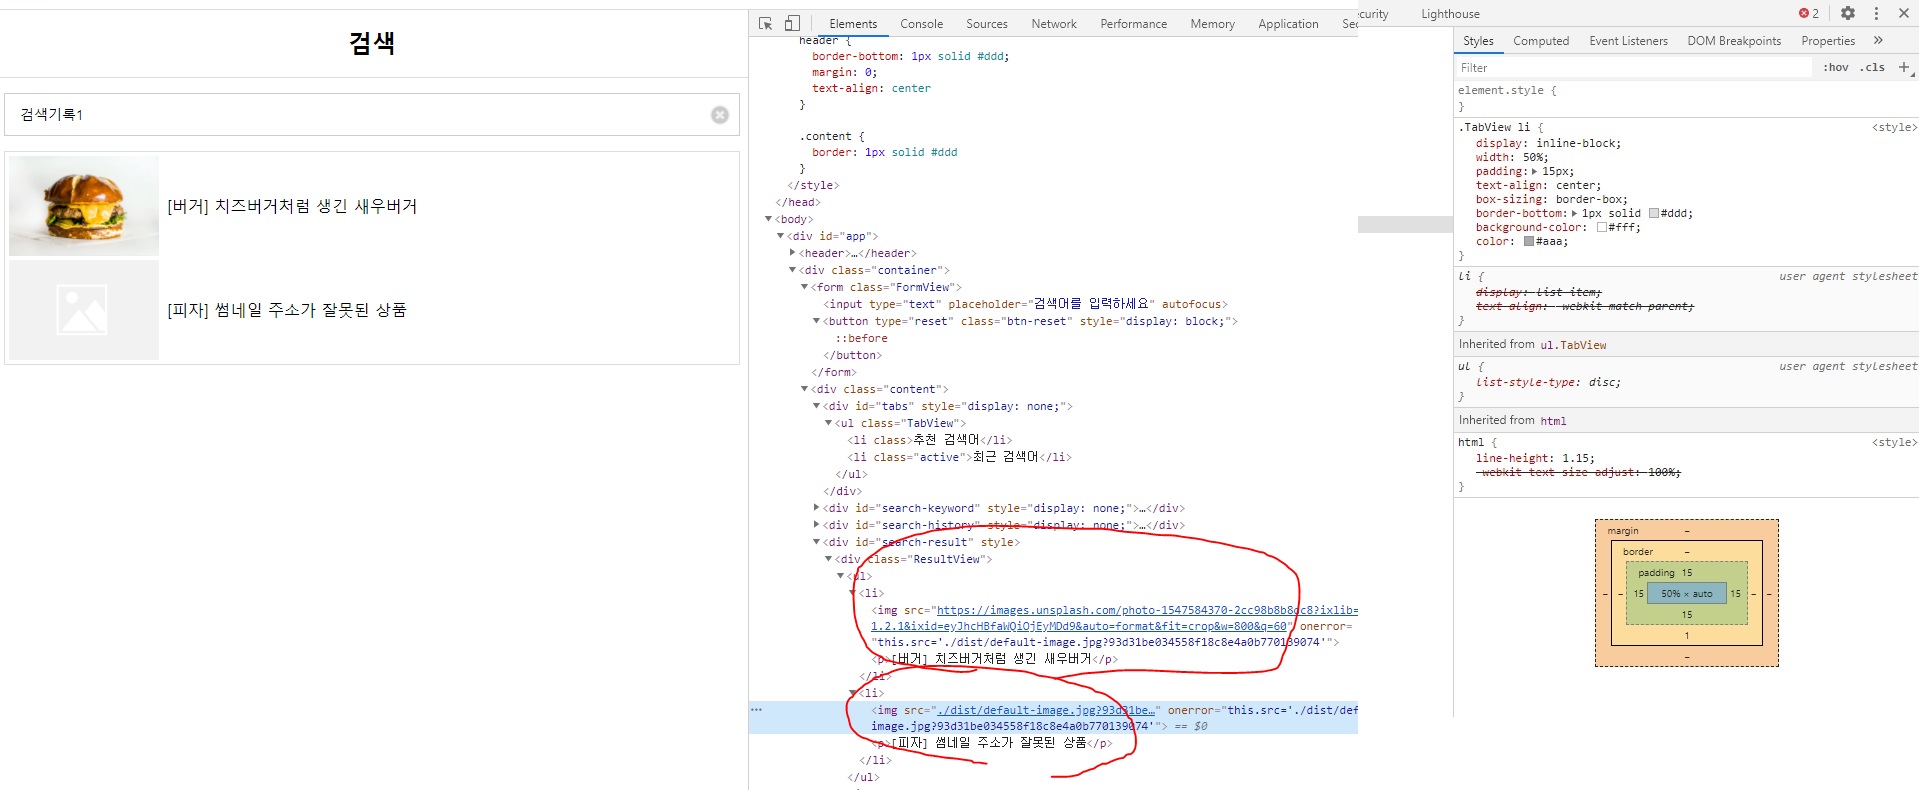 검색
검색기록1
[버거] 치즈버거처럼 생긴 새우버거
[피자] 썸네일 주소가 잘못된 상품
Elements Console Sources Network Performance Memory Application Sec
header {
border-bottom: 1px solid #ddd;
margin: 0;
text-align: center
}
.content {
border: 1px solid #ddd
}
</style>
</head>
<body>
<div id="app">
<header>…</header>
<div class="container">
<form class="FormView">
<input type="text" placeholder="검색어를 입력하세요" autofocus>
<button type="reset" class="btn-reset" style="display: block;">
::before
</button>
</form>
<div class="content">
<div id="tabs" style="display: none;">
<ul class="TabView">
<li class>추천 검색어</li>
<li class="active">최근 검색어</li>
</ul>
</div>
<div id="search-keyword" style="display: none;">…</div>
<div id="search-history" style="display: none;">…</div>
<div id="search-result" style>
<div class="ResultView">
<ul>
<li>
<img src="https://images.unsplash.com/photo-1547584370-2cc98b8b8dc8?ixlib=
1.2.1&ixid=eyJhcHBfaWQiOjEyMDd9&auto=format&fit=crop&w=800&q=60" onerror=
"this.src='./dist/default-image.jpg?93d31be034558f18c8e4a0b770139074'">
<p>[버거] 치즈버거처럼 생긴 새우버거</p>
</li>
<li>
… <img src="./dist/default-image.jpg?93d31be…" onerror="this.src='./dist/def
image.jpg?93d31be034558f18c8e4a0b770139074'"> == $0
<p>[피자] 썸네일 주소가 잘못된 상품</p>
</li>
</ul>
ecurity Lighthouse 2
Styles Computed Event Listeners DOM Breakpoints Properties »
Filter :hov .cls +
element.style {
}
.TabView li { <style>
display: inline-block;
width: 50%;
padding: 15px;
text-align: center;
box-sizing: border-box;
border-bottom: 1px solid #ddd;
background-color: #fff;
color: #aaa;
}
li { user agent stylesheet
display: list-item;
text-align: -webkit-match-parent;
}
Inherited from ul.TabView
ul { user agent stylesheet
list-style-type: disc;
}
Inherited from html
html { <style>
line-height: 1.15;
-webkit-text-size-adjust: 100%;
}
margin –
border –
padding 15
– – 15 50% × auto 15 – –
15
1
–